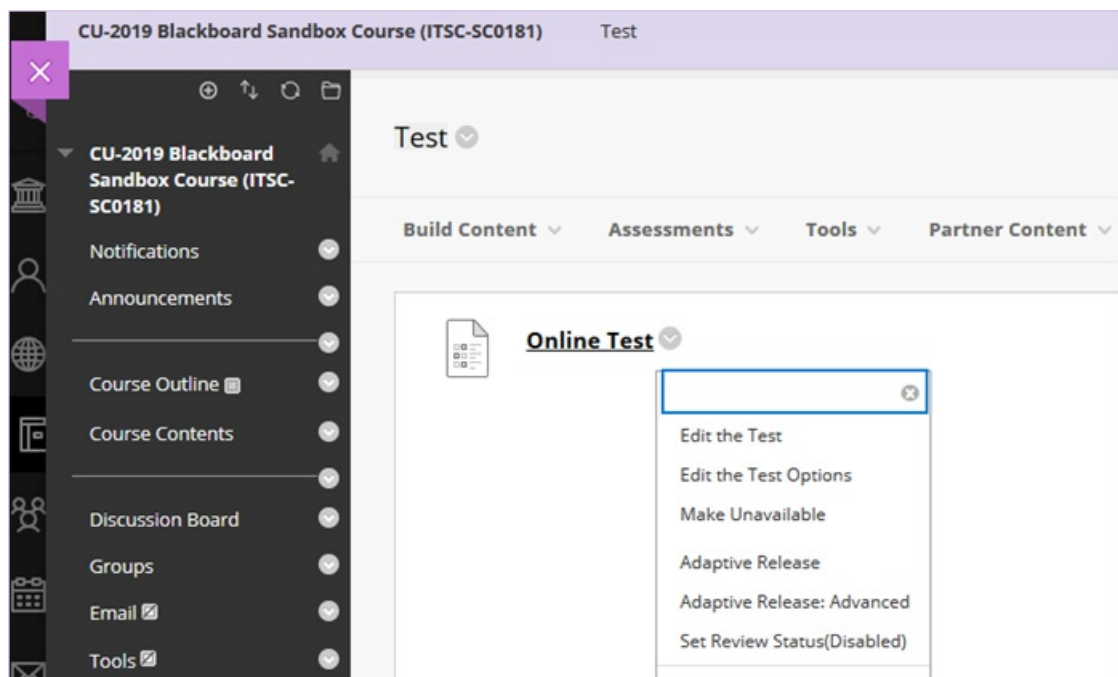 CU-2019 Blackboard Sandbox Course (ITSC-SC0181) Test
CU-2019 Blackboard
Sandbox Course (ITSC-
SC0181)
Notifications
Announcements
Course Outline
Course Contents
Discussion Board
Groups
Email
Tools
Test
Build Content Assessments Tools Partner Content
Online Test
Edit the Test
Edit the Test Options
Make Unavailable
Adaptive Release
Adaptive Release: Advanced
Set Review Status(Disabled)